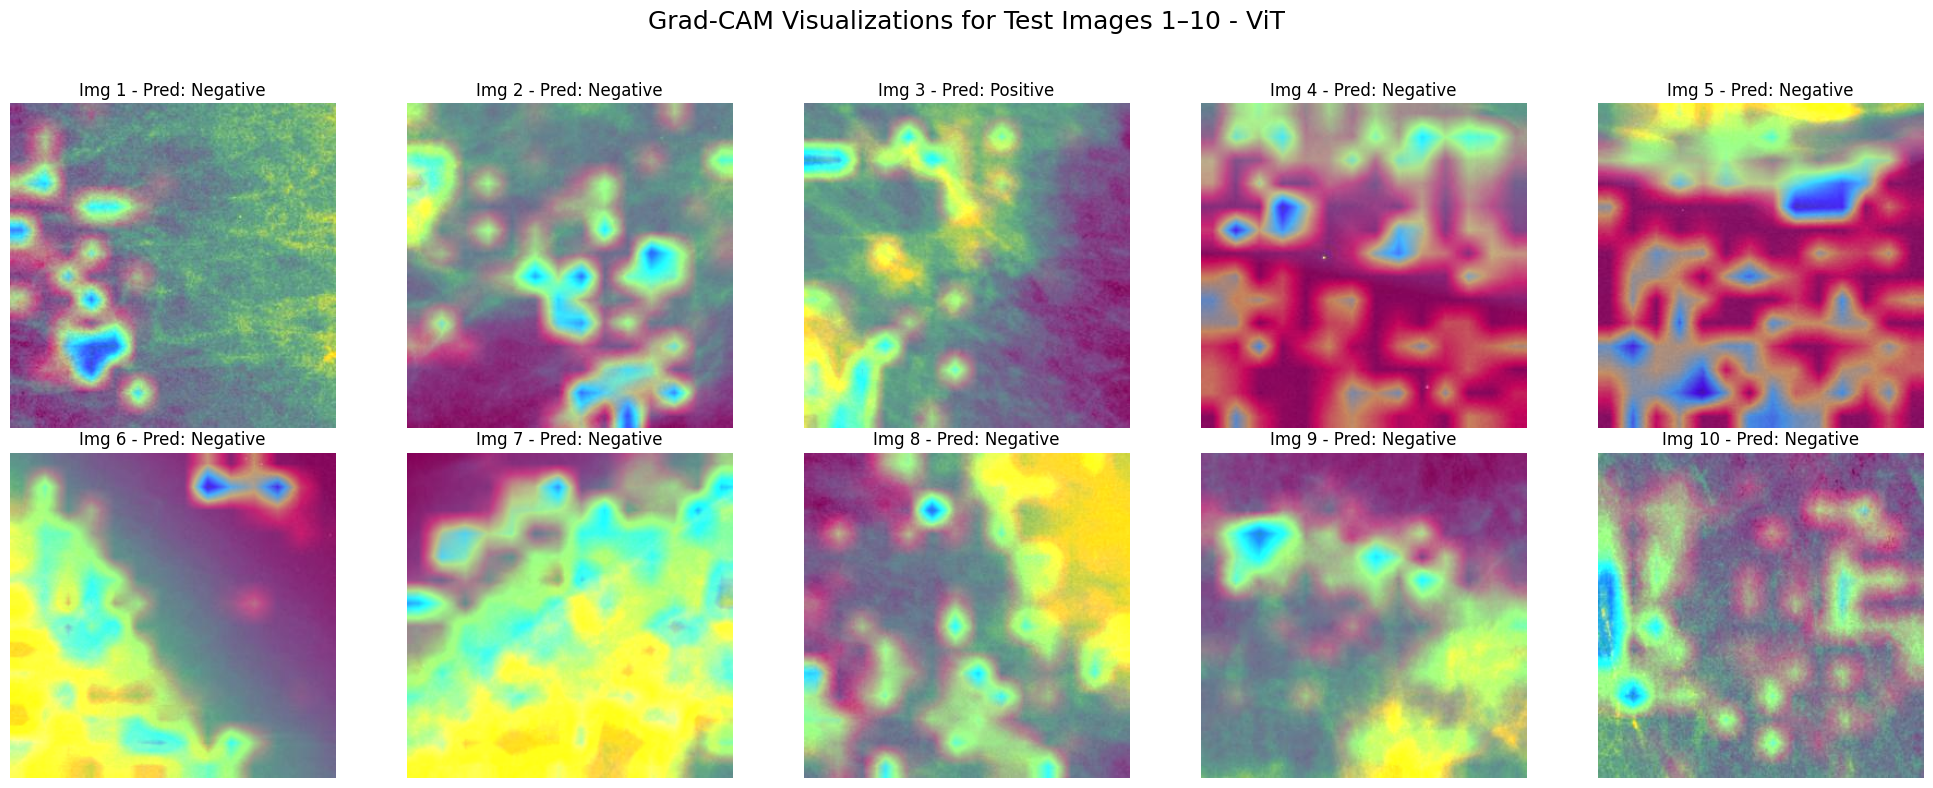 Grad-CAM Visualizations for Test Images 1–10 - ViT
Img 1 - Pred: Negative
Img 2 - Pred: Negative
Img 3 - Pred: Positive
Img 4 - Pred: Negative
Img 5 - Pred: Negative
Img 6 - Pred: Negative
Img 7 - Pred: Negative
Img 8 - Pred: Negative
Img 9 - Pred: Negative
Img 10 - Pred: Negative